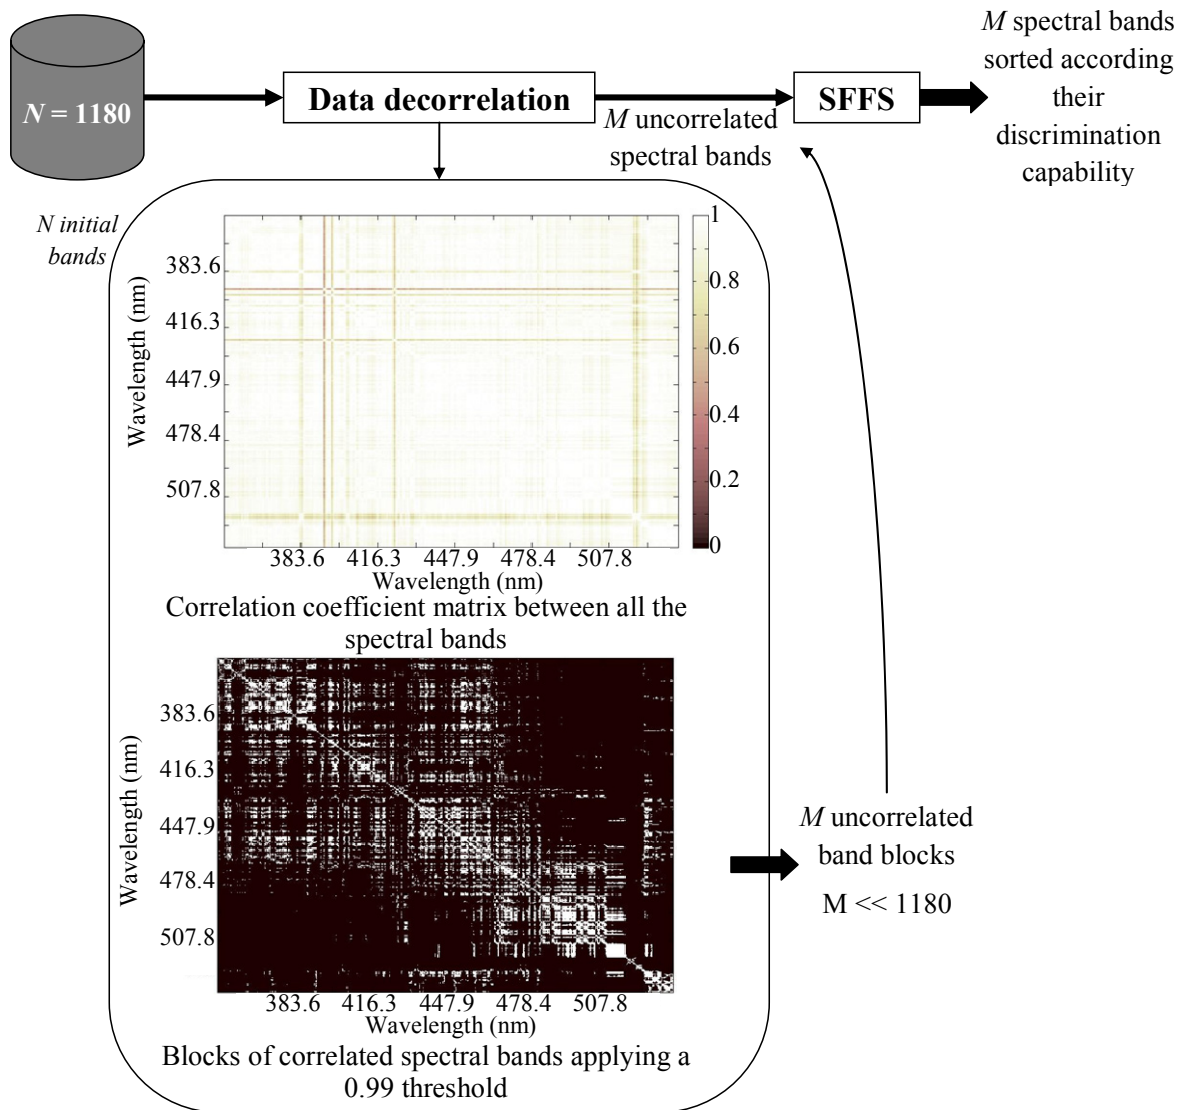 N = 1180
Data decorrelation
SFFS
M spectral bands
sorted according
their
discrimination
capability
M uncorrelated
spectral bands
N initial
bands
1
0.8
0.6
0.4
0.2
0
Wavelength (nm)
383.6
416.3
447.9
478.4
507.8
383.6 416.3 447.9 478.4 507.8
Wavelength (nm)
Correlation coefficient matrix between all the
spectral bands
Wavelength (nm)
383.6
416.3
447.9
478.4
507.8
383.6 416.3 447.9 478.4 507.8
Wavelength (nm)
Blocks of correlated spectral bands applying a
0.99 threshold
M uncorrelated
band blocks
M << 1180